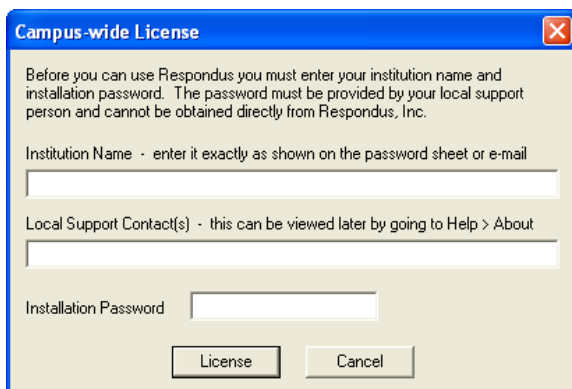 Campus-wide License
Before you can use Respondus you must enter your institution name and
installation password.  The password must be provided by your local support
person and cannot be obtained directly from Respondus, Inc.
Institution Name  -  enter it exactly as shown on the password sheet or e-mail
Local Support Contact(s)  -  this can be viewed later by going to Help > About
Installation Password
License
Cancel